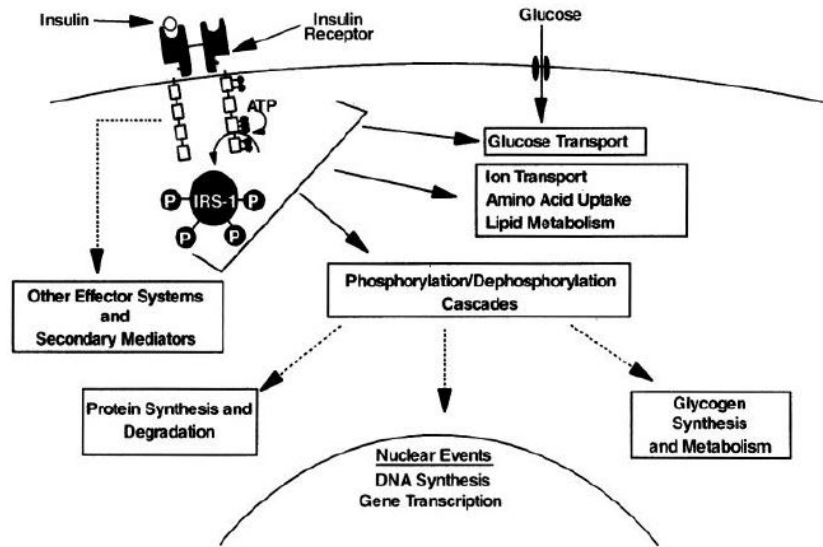 Insulin
Insulin
Receptor
Glucose
ATP
Glucose Transport
Ion Transport
Amino Acid Uptake
Lipid Metabolism
IRS-1
P
P
P
P
Other Effector Systems
and
Secondary Mediators
Phosphorylation/Dephosphorylation
Cascades
Protein Synthesis and
Degradation
Glycogen
Synthesis
and Metabolism
Nuclear Events
DNA Synthesis
Gene Transcription